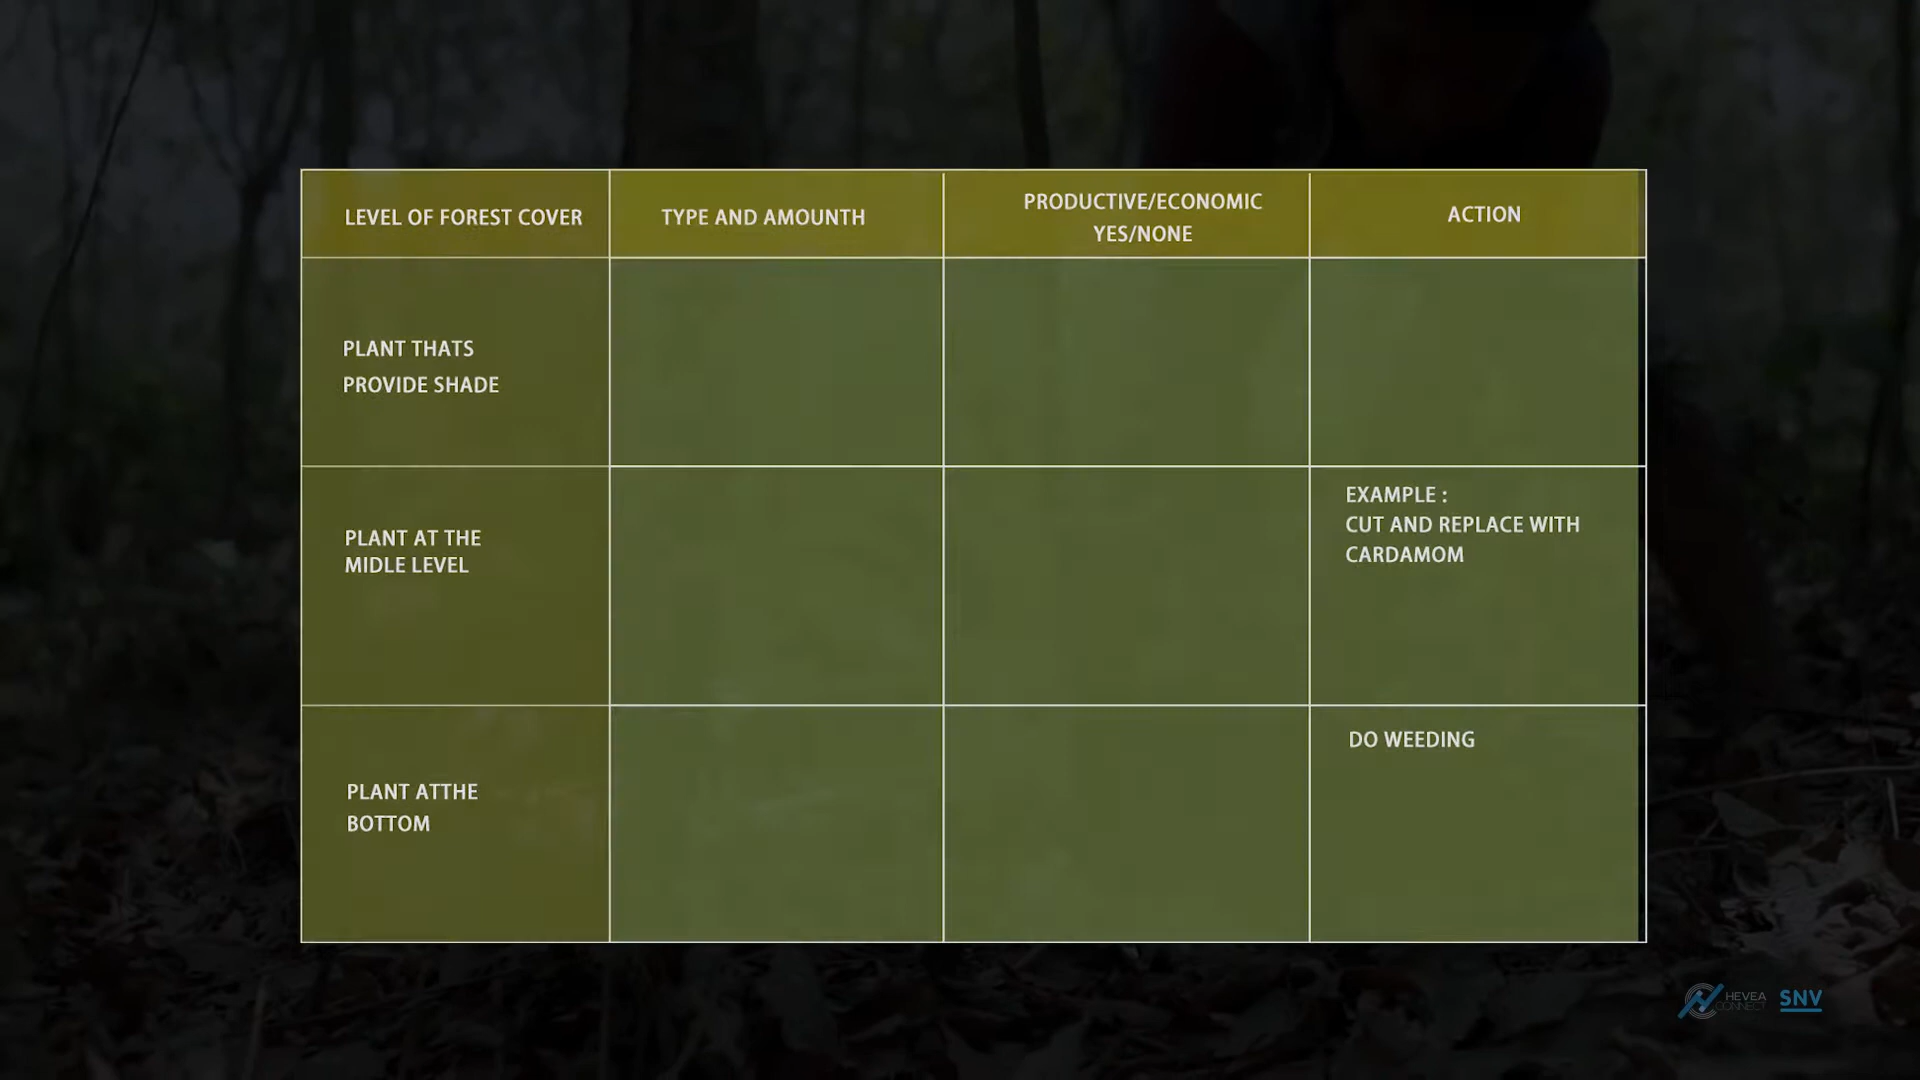 LEVEL OF FOREST COVER
TYPE AND AMOUNTH
PRODUCTIVE/ECONOMIC
YES/NONE
ACTION
PLANT THATS
PROVIDE SHADE
PLANT AT THE
MIDLE LEVEL
EXAMPLE :
CUT AND REPLACE WITH
CARDAMOM
PLANT ATTHE
BOTTOM
DO WEEDING
HEVEA
CONNECT
SNV